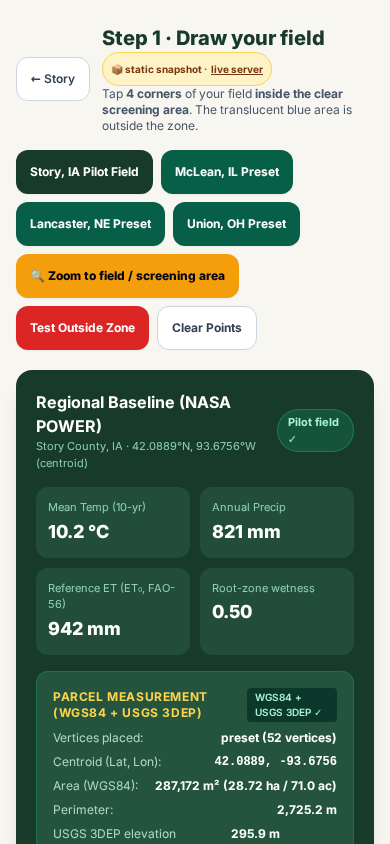 ← Story
Step 1 · Draw your field
📦 static snapshot · live server
Tap 4 corners of your field inside the clear
screening area. The translucent blue area is
outside the zone.
Story, IA Pilot Field
McLean, IL Preset
Lancaster, NE Preset
Union, OH Preset
🔍 Zoom to field / screening area
Test Outside Zone
Clear Points
Regional Baseline (NASA
POWER)
Story County, IA · 42.0889°N, 93.6756°W
(centroid)
Pilot field
✓
Mean Temp (10-yr)
10.2 °C
Annual Precip
821 mm
Reference ET (ET₀, FAO-
56)
942 mm
Root-zone wetness
0.50
PARCEL MEASUREMENT
(WGS84 + USGS 3DEP)
WGS84 +
USGS 3DEP ✓
Vertices placed: preset (52 vertices)
Centroid (Lat, Lon): 42.0889, -93.6756
Area (WGS84): 287,172 m² (28.72 ha / 71.0 ac)
Perimeter: 2,725.2 m
USGS 3DEP elevation 295.9 m